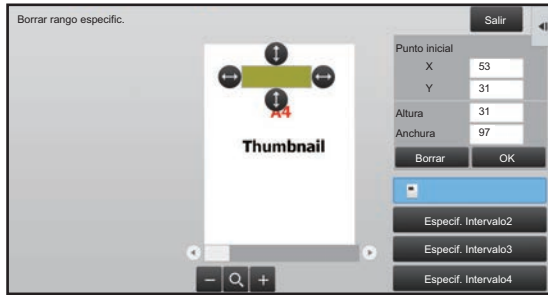 Borrar rango especific.
Salir
Punto inicial
X 53
Y 31
Altura 31
Anchura 97
Borrar OK
A4
Thumbnail
Especif. Intervalo2
Especif. Intervalo3
Especif. Intervalo4